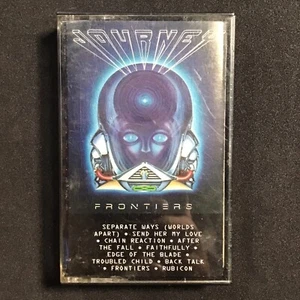 JOURNEY
FRONTIERS
SEPARATE WAYS (WORLDS
APART) • SEND HER MY LOVE
• CHAIN REACTION • AFTER
THE FALL • FAITHFULLY •
EDGE OF THE BLADE •
TROUBLED CHILD • BACK TALK
• FRONTIERS • RUBICON